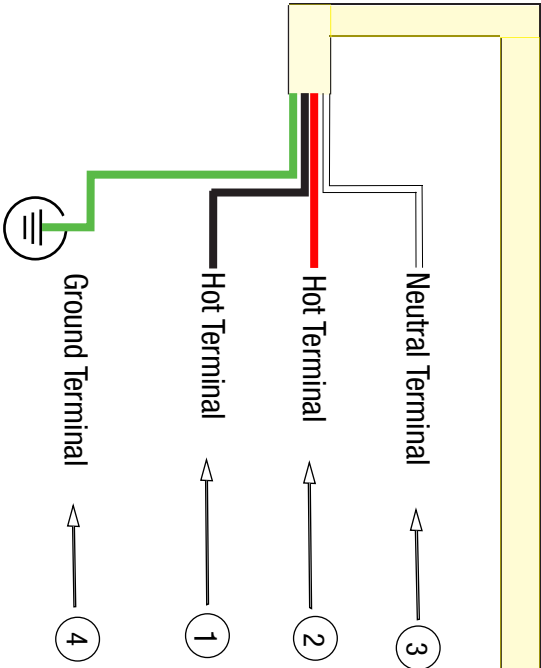 Neutral Terminal
3
Hot Terminal
2
Hot Terminal
1
Ground Terminal
4